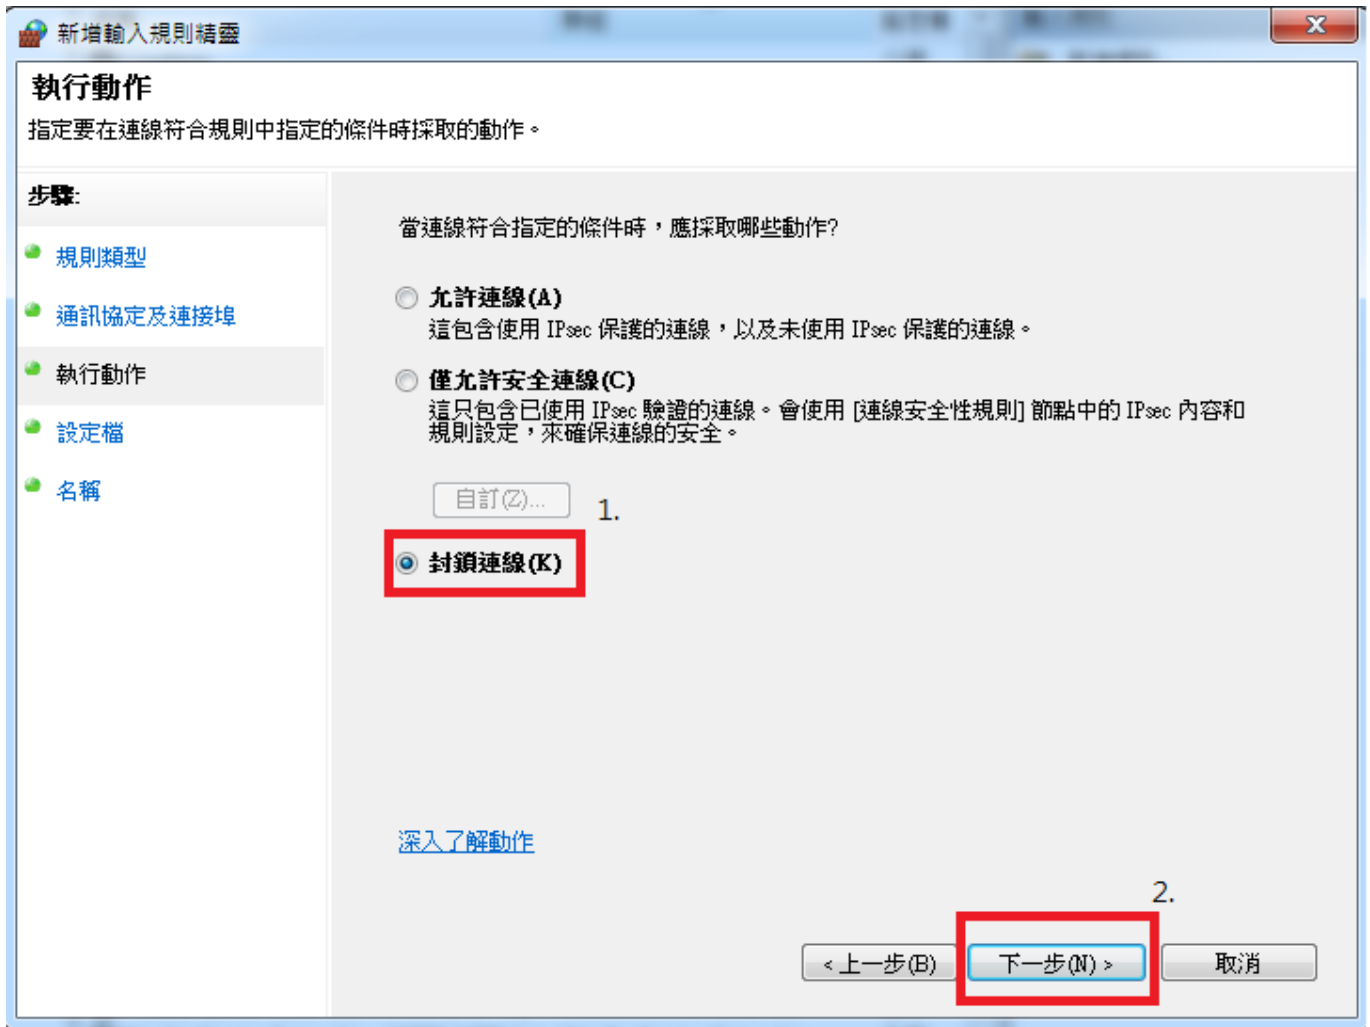 新增輸入規則精靈
執行動作
指定要在連線符合規則中指定的條件時採取的動作。
步驟:
規則類型
通訊協定及連接埠
執行動作
設定檔
名稱
當連線符合指定的條件時，應採取哪些動作?
允許連線(A)
這包含使用 IPsec 保護的連線，以及未使用 IPsec 保護的連線。
僅允許安全連線(C)
這只包含已使用 IPsec 驗證的連線。會使用 [連線安全性規則] 節點中的 IPsec 內容和
規則設定，來確保連線的安全。
自訂(Z)...
1.
封鎖連線(K)
深入了解動作
2.
<上一步(B)
下一步(N) >
取消